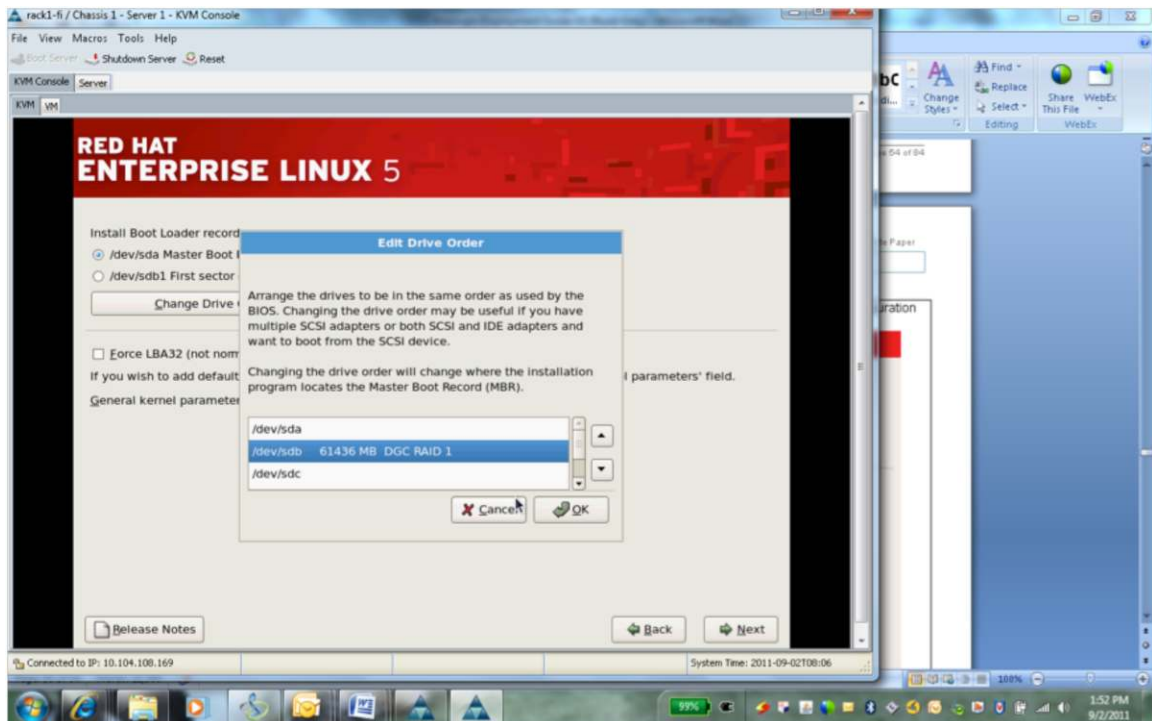 rack1-fi / Chassis 1 - Server 1 - KVM Console
File View Macros Tools Help
Boot Server Shutdown Server Reset
KVM Console Server
KVM VM
RED HAT
ENTERPRISE LINUX 5
Install Boot Loader record
/dev/sda Master Boot
/dev/sdb1 First sector
Change Drive
Force LBA32 (not norm
If you wish to add default
l parameters' field.
General kernel parameter
Edit Drive Order
Arrange the drives to be in the same order as used by the
BIOS. Changing the drive order may be useful if you have
multiple SCSI adapters or both SCSI and IDE adapters and
want to boot from the SCSI device.
Changing the drive order will change where the installation
program locates the Master Boot Record (MBR).
/dev/sda
/dev/sdb 61436 MB DGC RAID 1
/dev/sdc
Cancel OK
Release Notes
Back Next
Connected to IP: 10.104.108.169
System Time: 2011-09-02T08:06
Change
Styles
Find
Replace
Select
Editing
Share
This File
WebEx
WebEx
54 of 84
Paper
uration
100%
99%
1:52 PM
9/2/2011